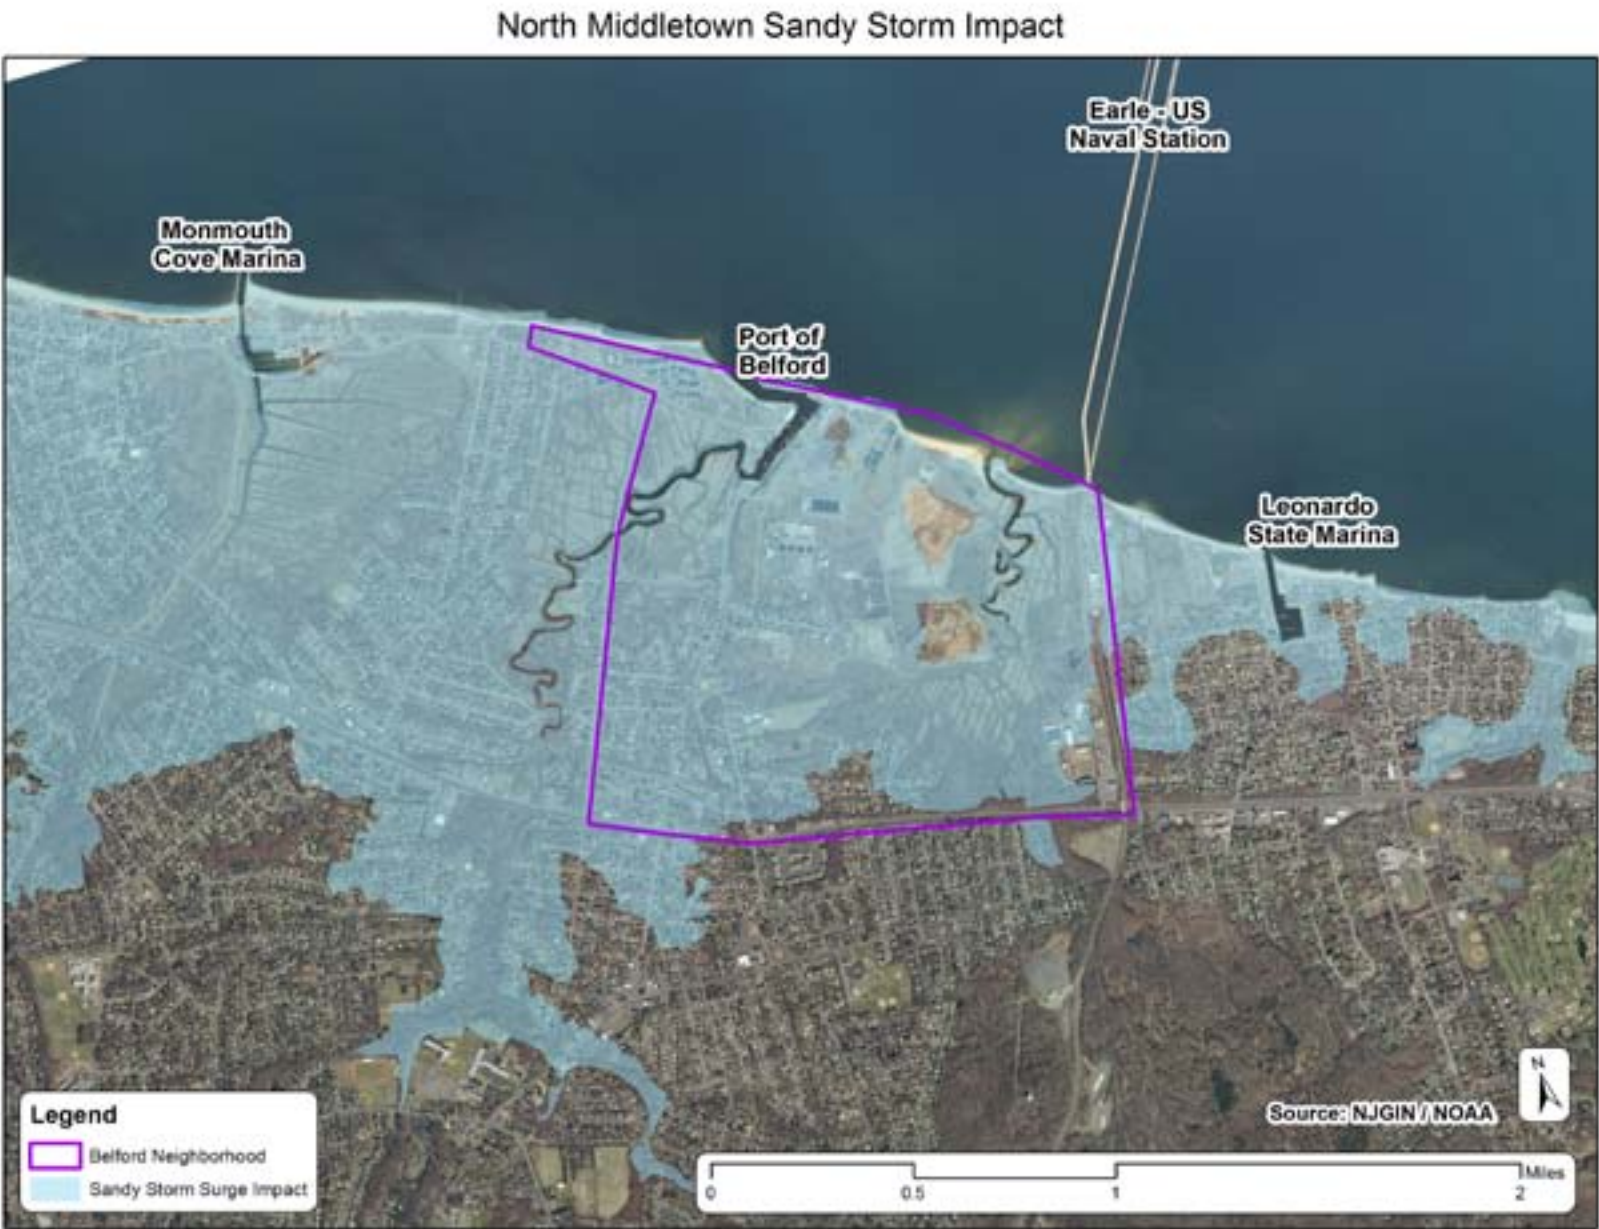 North Middletown Sandy Storm Impact
Earle - US
Naval Station
Monmouth
Cove Marina
Port of
Belford
Leonardo
State Marina
N
Source: NJGIN / NOAA
Legend
Belford Neighborhood
Sandy Storm Surge Impact
Miles
0 0.5 1 2